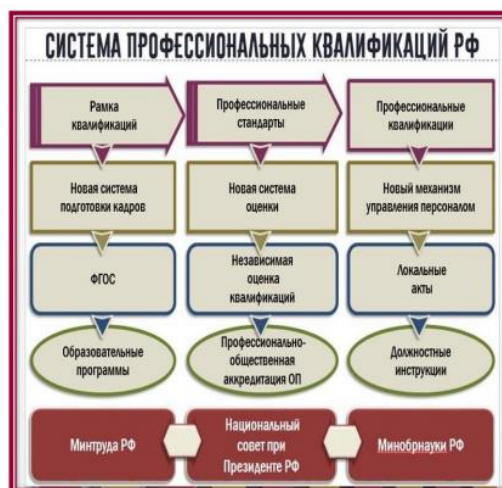 СИСТЕМА ПРОФЕССИОНАЛЬНЫХ КВАЛИФИКАЦИЙ РФ
Рамка
квалификаций
Профессиональные
стандарты
Профессиональные
квалификации
Новая система
подготовки кадров
Новая система
оценки
Новый механизм
управления персоналом
ФГОС
Независимая
оценка
квалификаций
Локальные
акты
Образовательные
программы
Профессионально-
общественная
аккредитация ОП
Должностные
инструкции
Минтруда РФ
Национальный
совет при
Президенте РФ
Минобрнауки РФ